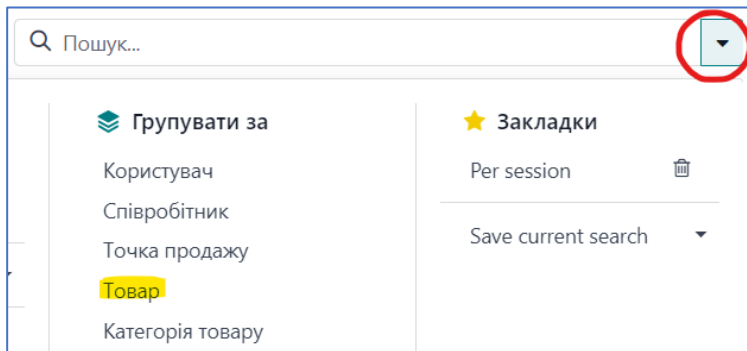 Пошук...
Групувати за
Користувач
Співробітник
Точка продажу
Товар
Категорія товару
Закладки
Per session
Save current search